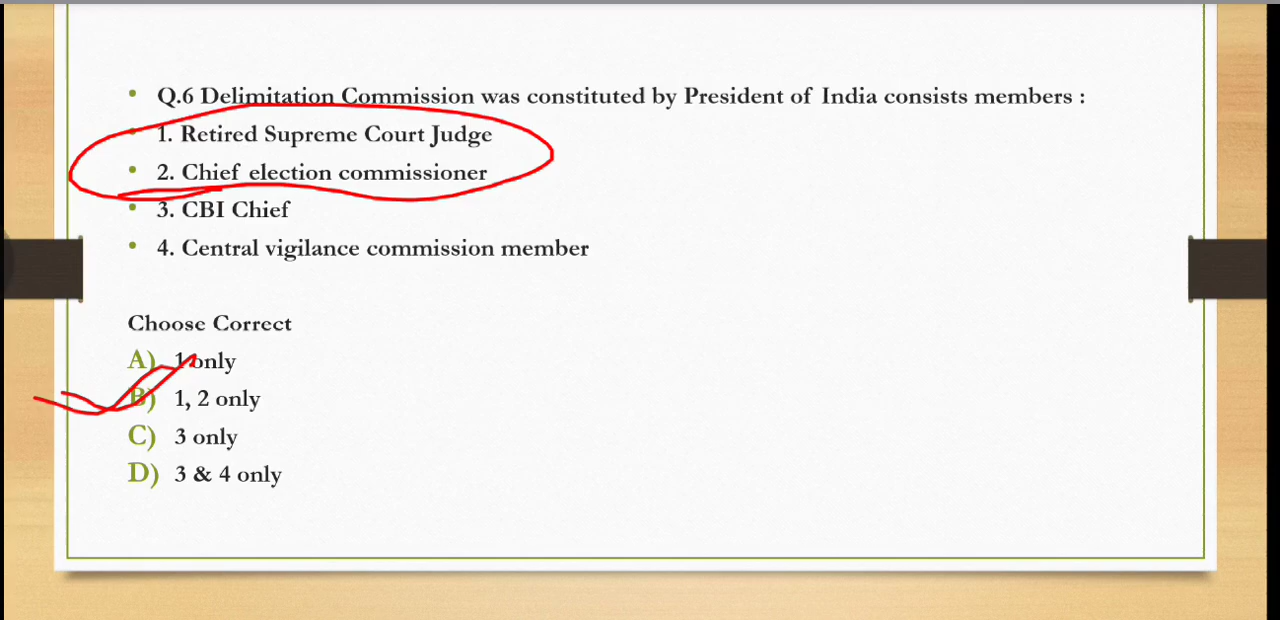 Q.6 Delimitation Commission was constituted by President of India consists members :
1. Retired Supreme Court Judge
2. Chief election commissioner
3. CBI Chief
4. Central vigilance commission member
Choose Correct
A) 1 only
B) 1, 2 only
C) 3 only
D) 3 & 4 only